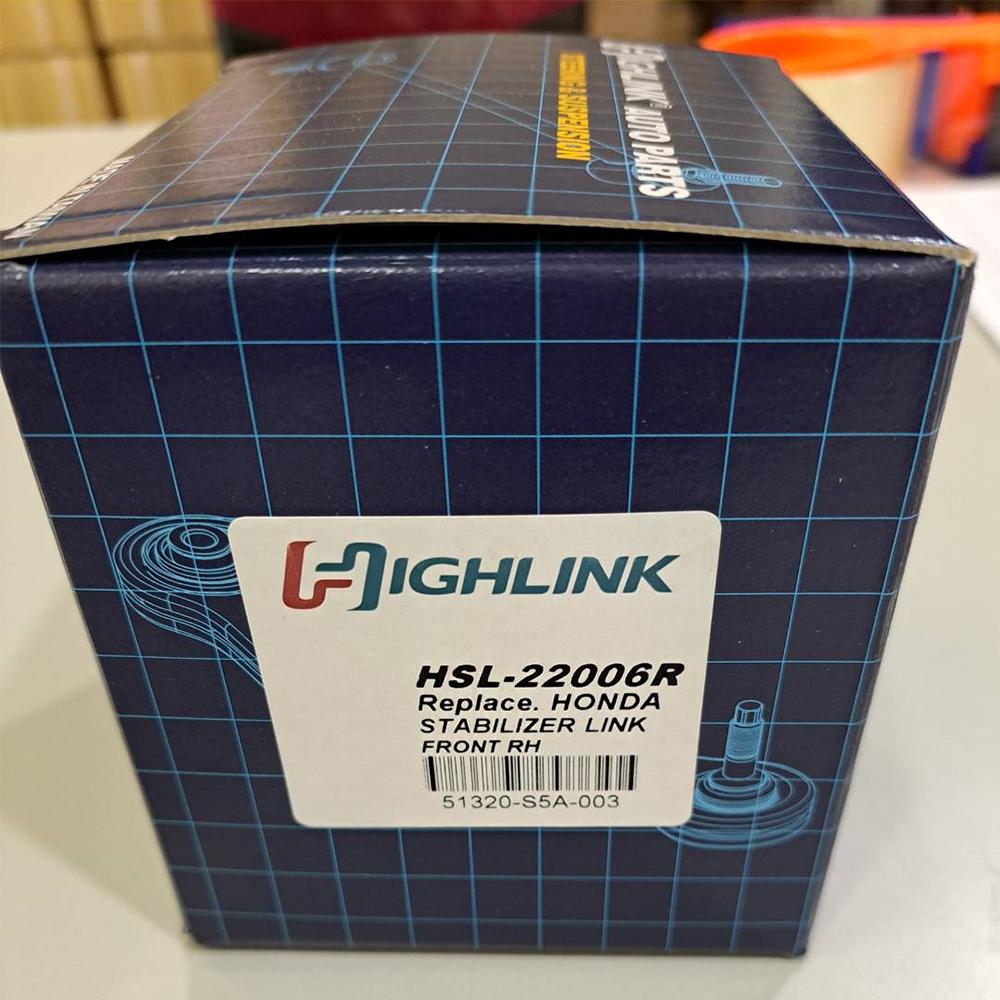 HIGHLINK AUTO PARTS
STEERING & SUSPENSION
HIGHLINK
HSL-22006R
Replace. HONDA
STABILIZER LINK
FRONT RH
51320-S5A-003